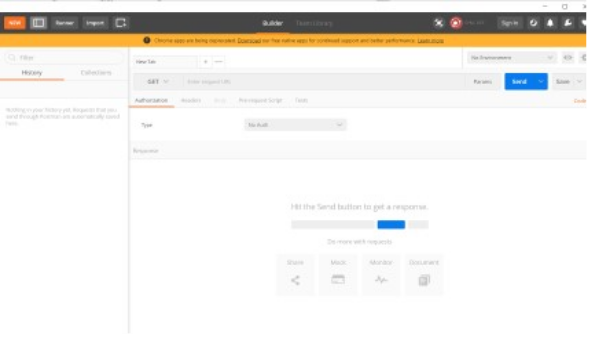 NEW Runner Import Builder Team Library Sign In
Chrome apps are being deprecated. Download our free native apps for continued support and better performance. Learn more
Filter
History Collections
Nothing in your history yet. Requests that you
send through Postman are automatically saved
here.
New Tab
No Environment
GET Enter request URL Params Send Save
Authorization Headers Body Pre-request Script Tests Code
Type No Auth
Response
Hit the Send button to get a response.
Do more with requests
Share Mock Monitor Document